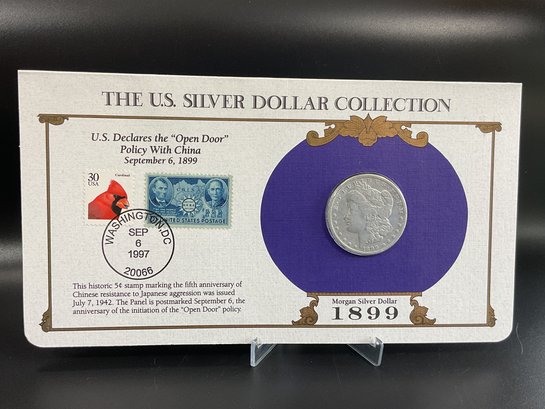 THE U.S. SILVER DOLLAR COLLECTION
U.S. Declares the "Open Door"
Policy With China
September 6, 1899
30
USA
Cardinal
UNITED STATES POSTAGE
WASHINGTON, DC
SEP
6
1997
20066
This historic 5¢ stamp marking the fifth anniversary of
Chinese resistance to Japanese aggression was issued
July 7, 1942. The Panel is postmarked September 6, the
anniversary of the initiation of the "Open Door" policy.
Morgan Silver Dollar
1899